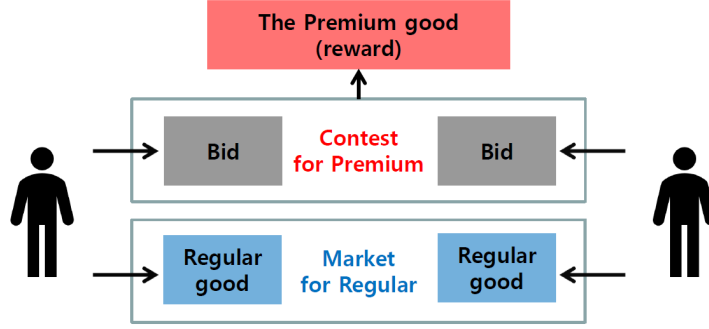 The Premium good
(reward)
Bid
Contest
for Premium
Bid
Regular
good
Market
for Regular
Regular
good